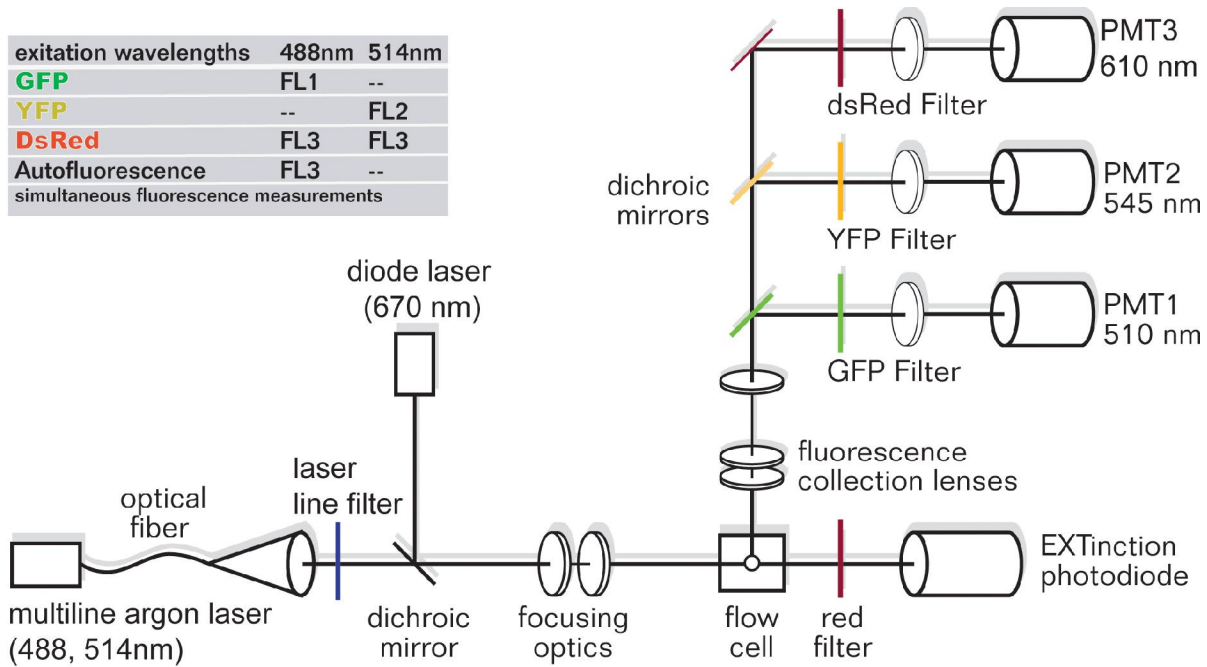 exitation wavelengths 488nm 514nm
GFP FL1 --
YFP -- FL2
DsRed FL3 FL3
Autofluorescence FL3 --
simultaneous fluorescence measurements
PMT3
610 nm
dsRed Filter
dichroic
mirrors
PMT2
545 nm
YFP Filter
diode laser
(670 nm)
PMT1
510 nm
GFP Filter
fluorescence
collection lenses
laser
line filter
optical
fiber
EXTinction
photodiode
multiline argon laser
(488, 514nm)
dichroic
mirror
focusing
optics
flow
cell
red
filter